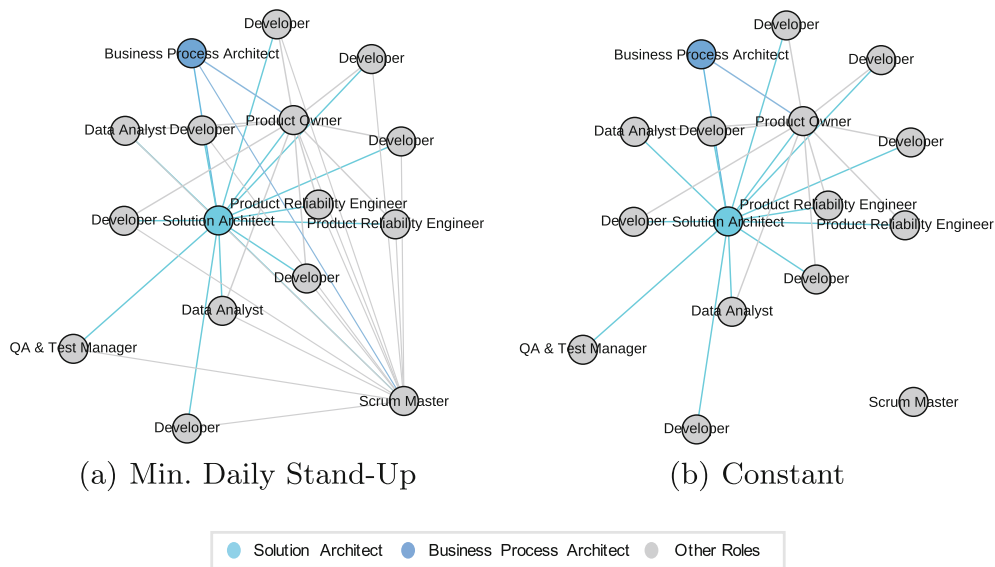 Developer
Business Process Architect
Developer
Data Analyst
Developer
Product Owner
Developer
Product Reliability Engineer
Developer
Solution Architect
Product Reliability Engineer
Developer
Data Analyst
QA & Test Manager
Scrum Master
Developer
(a) Min. Daily Stand-Up
Developer
Business Process Architect
Developer
Data Analyst
Developer
Product Owner
Developer
Product Reliability Engineer
Developer
Solution Architect
Product Reliability Engineer
Developer
Data Analyst
QA & Test Manager
Scrum Master
Developer
(b) Constant
Solution Architect
Business Process Architect
Other Roles